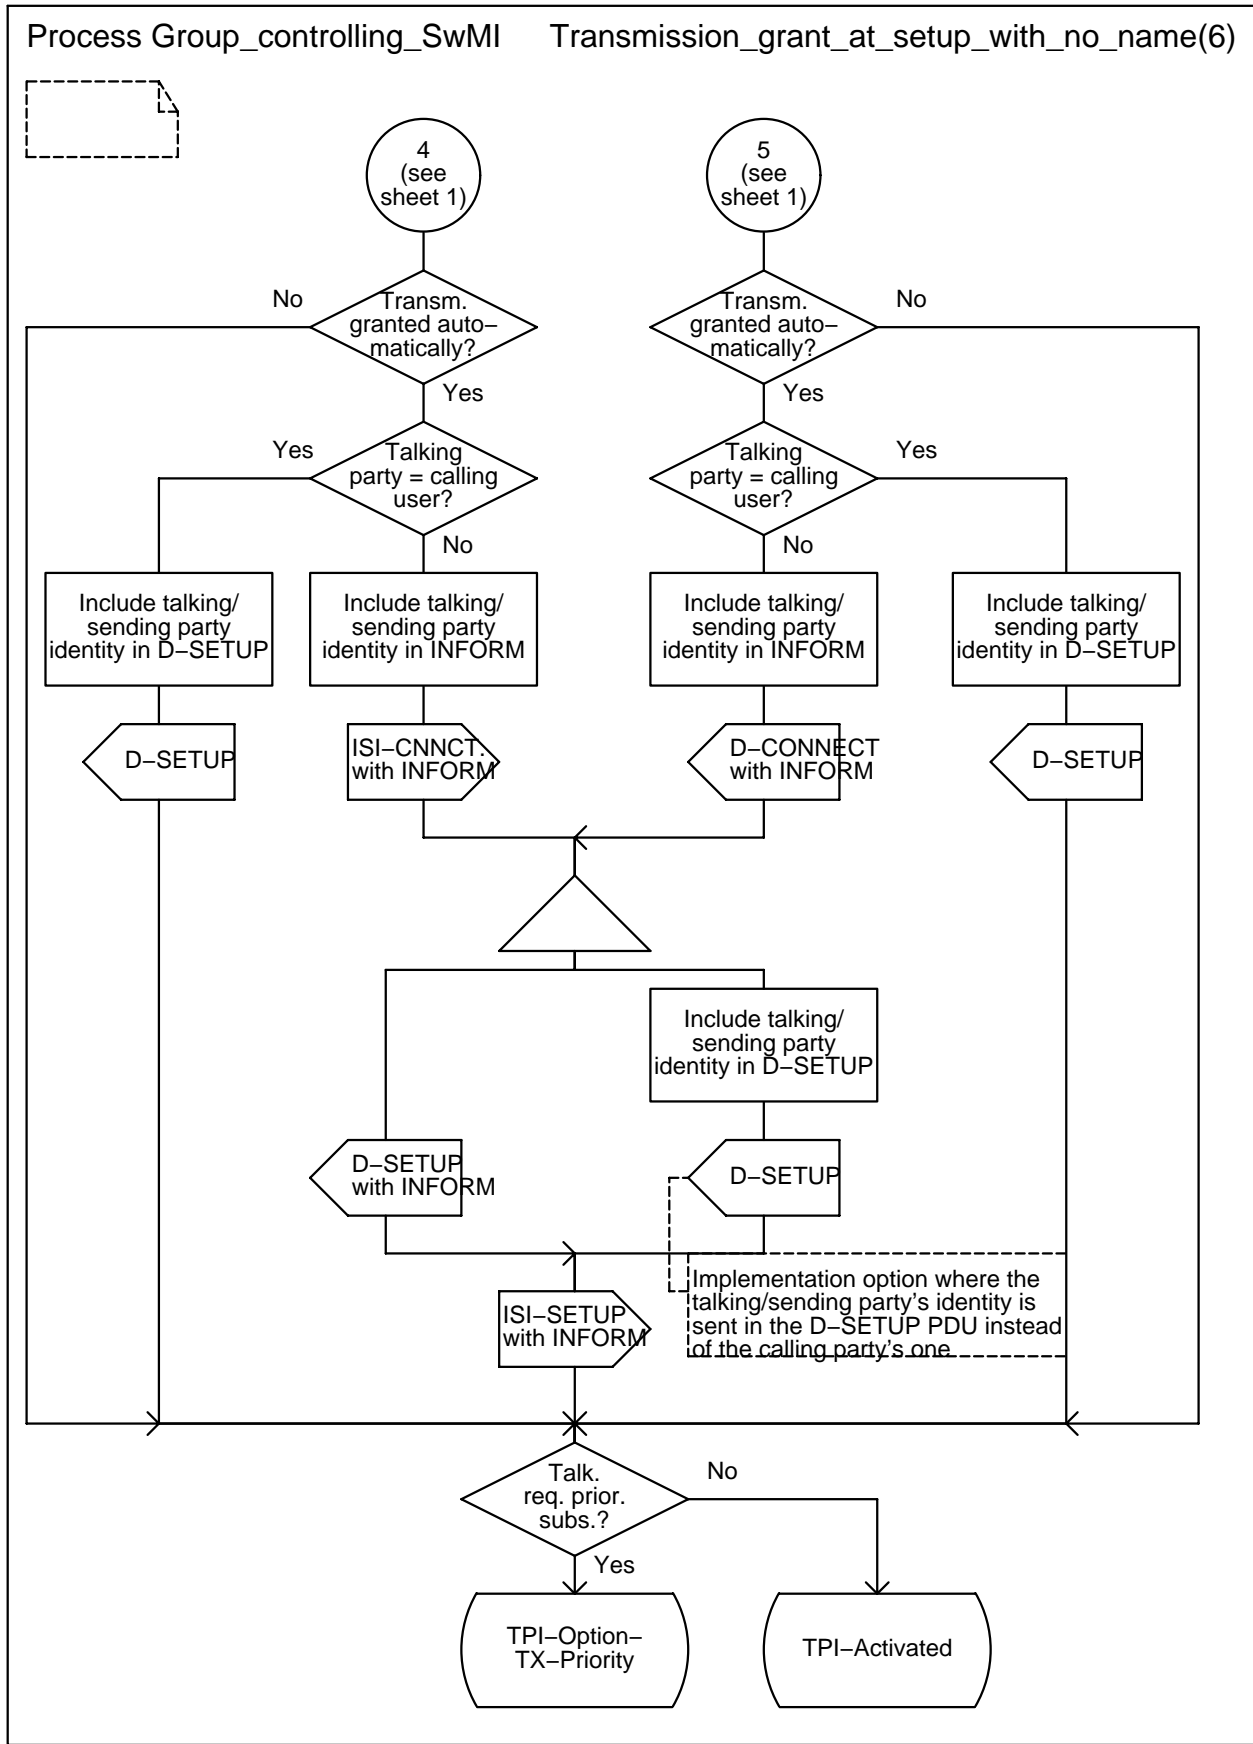 Process Group_controlling_SwMI Transmission_grant_at_setup_with_no_name(6)
4
(see
sheet 1)
5
(see
sheet 1)
No
Transm.
granted auto−
matically?
Transm.
granted auto−
matically?
No
Yes
Yes
Yes
Talking
party = calling
user?
Talking
party = calling
user?
Yes
No
No
Include talking/
sending party
identity in D−SETUP
Include talking/
sending party
identity in INFORM
Include talking/
sending party
identity in INFORM
Include talking/
sending party
identity in D−SETUP
D−SETUP
ISI−CNNCT.
with INFORM
D−CONNECT
with INFORM
D−SETUP
Include talking/
sending party
identity in D−SETUP
D−SETUP
with INFORM
D−SETUP
ISI−SETUP
with INFORM
Implementation option where the
talking/sending party's identity is
sent in the D−SETUP PDU instead
of the calling party's one
Talk.
req. prior.
subs.?
No
Yes
TPI−Option−
TX−Priority
TPI−Activated